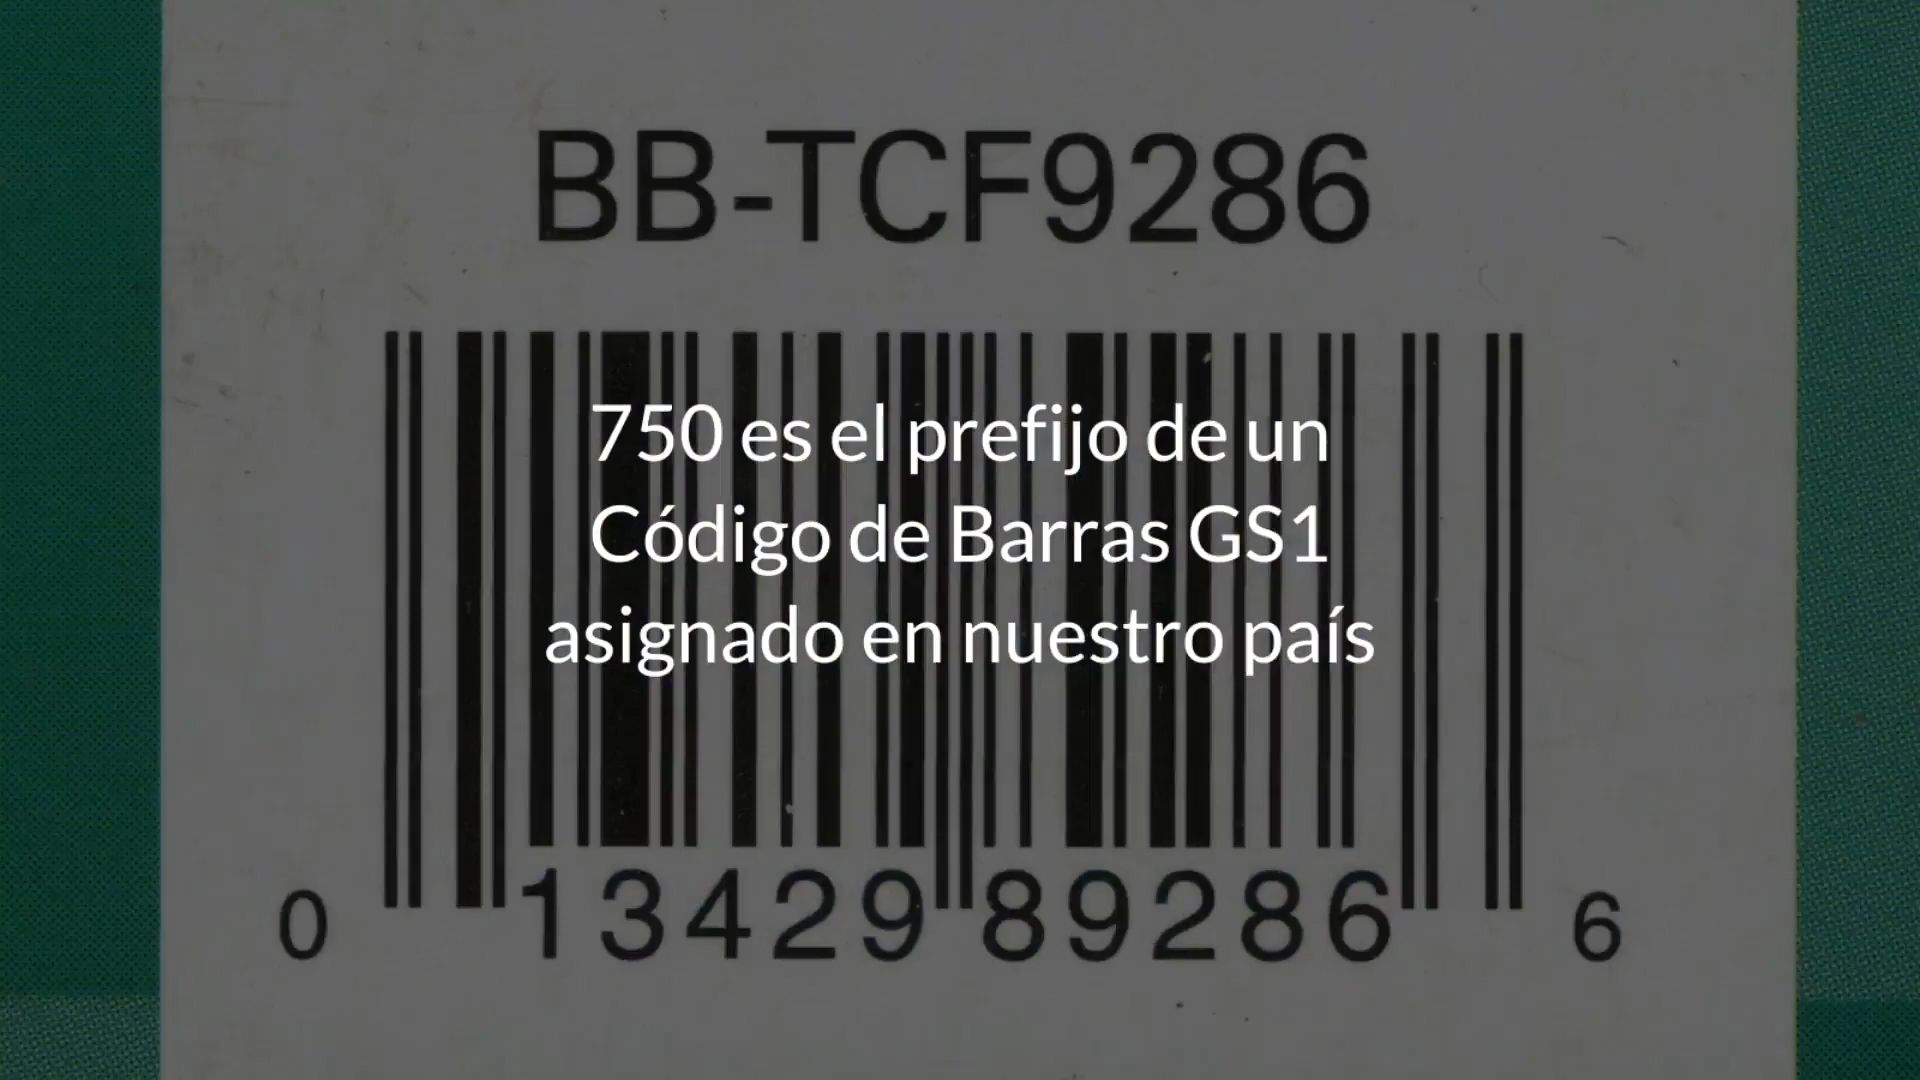 BB-TCF9286
750 es el prefijo de un
Código de Barras GS1
asignado en nuestro país
0 13429 89286 6